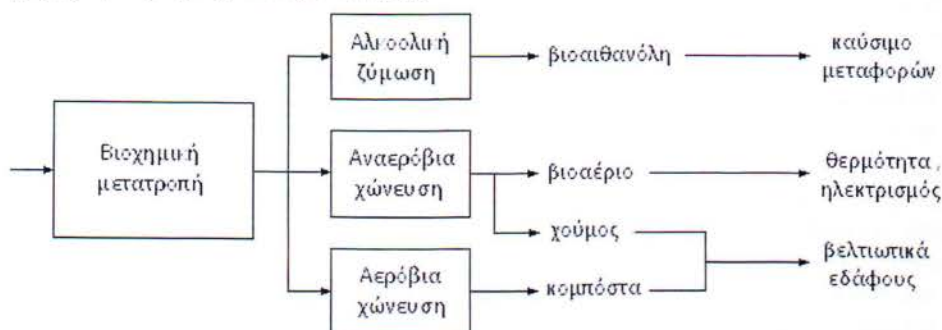 Αλκοολική
ζύμωση
βιοαιθανόλη
καύσιμο
μεταφορών
Βιοχημική
μετατροπή
Αναερόβια
χώνευση
βιοαέριο
θερμότητα,
ηλεκτρισμός
χούμος
βελτιωτικά
εδάφους
Αερόβια
χώνευση
κομπόστα